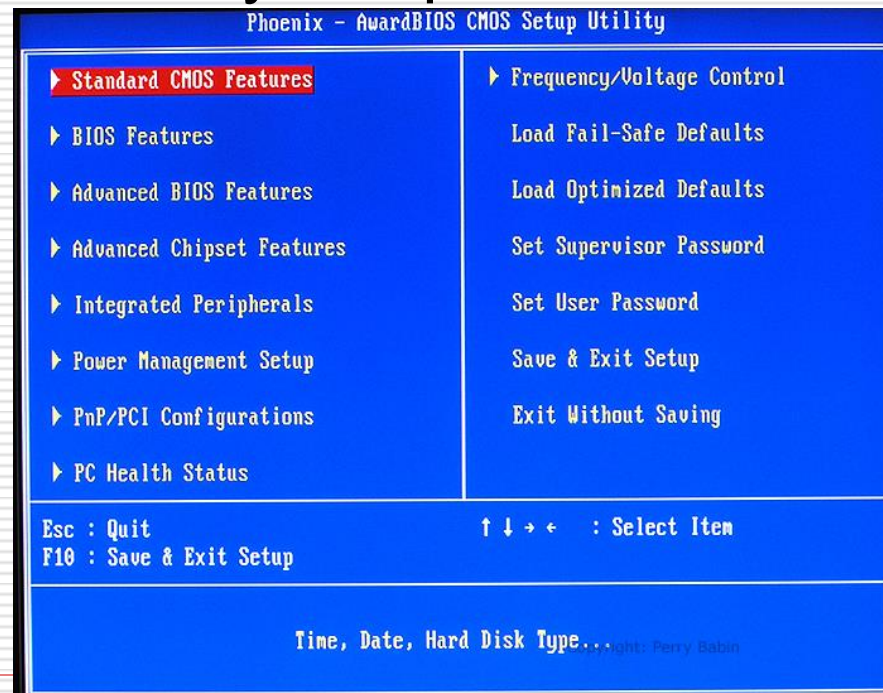 Phoenix - AwardBIOS CMOS Setup Utility
Standard CMOS Features
BIOS Features
Advanced BIOS Features
Advanced Chipset Features
Integrated Peripherals
Power Management Setup
PnP/PCI Configurations
PC Health Status
Frequency/Voltage Control
Load Fail-Safe Defaults
Load Optimized Defaults
Set Supervisor Password
Set User Password
Save & Exit Setup
Exit Without Saving
Esc : Quit
F10 : Save & Exit Setup
↑ ↓ → ← : Select Item
Time, Date, Hard Disk Type...
Copyright: Perry Babin